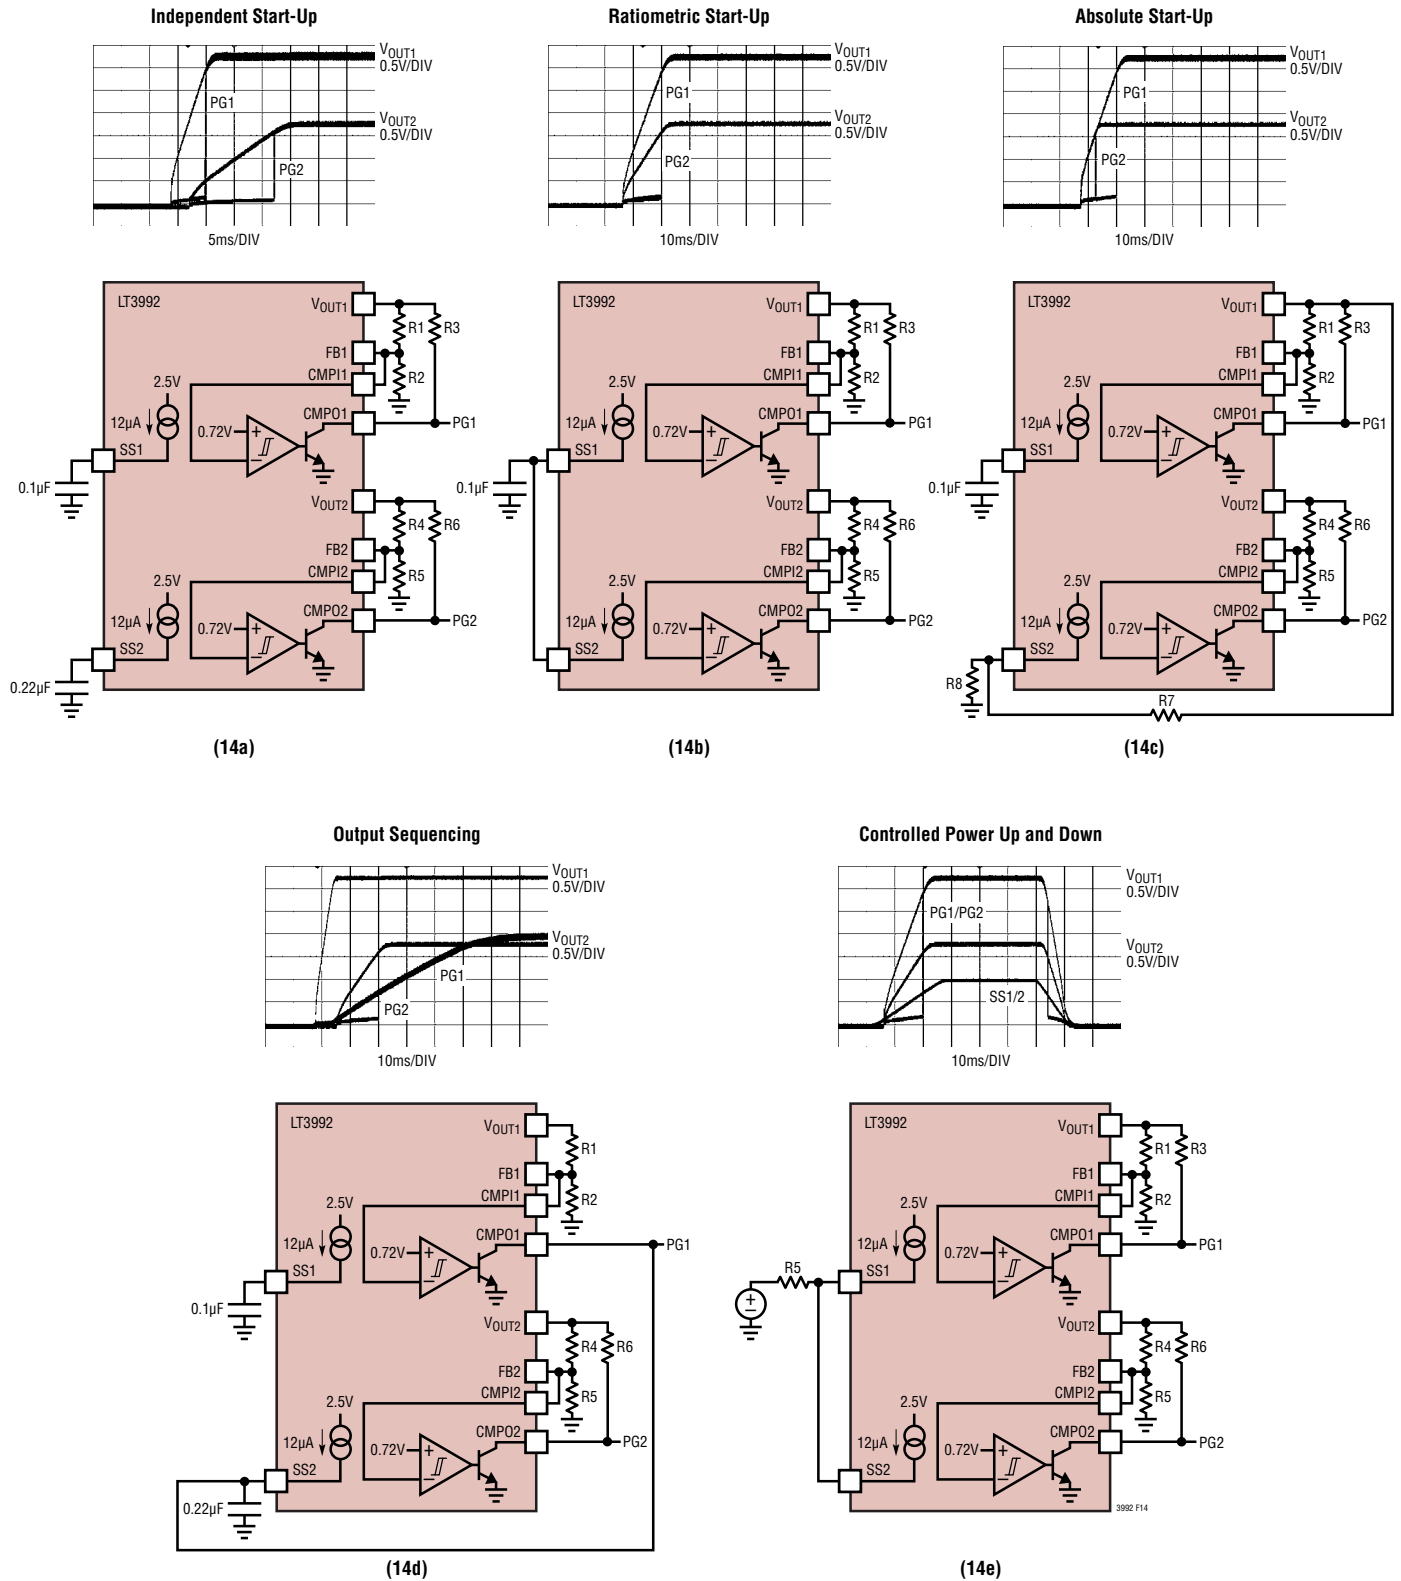 Independent Start-Up
VOUT1
0.5V/DIV
PG1
VOUT2
0.5V/DIV
PG2
5ms/DIV
LT3992
VOUT1
R1
R3
FB1
CMPI1
R2
2.5V
12µA
CMPO1
0.72V
+
−
PG1
SS1
0.1µF
VOUT2
R4
R6
FB2
CMPI2
R5
2.5V
12µA
CMPO2
0.72V
+
−
PG2
SS2
0.22µF
(14a)
Ratiometric Start-Up
VOUT1
0.5V/DIV
PG1
VOUT2
0.5V/DIV
PG2
10ms/DIV
LT3992
VOUT1
R1
R3
FB1
CMPI1
R2
2.5V
12µA
CMPO1
0.72V
+
−
PG1
SS1
0.1µF
VOUT2
R4
R6
FB2
CMPI2
R5
2.5V
12µA
CMPO2
0.72V
+
−
PG2
SS2
(14b)
Absolute Start-Up
VOUT1
0.5V/DIV
PG1
VOUT2
0.5V/DIV
PG2
10ms/DIV
LT3992
VOUT1
R1
R3
FB1
CMPI1
R2
2.5V
12µA
CMPO1
0.72V
+
−
PG1
SS1
0.1µF
VOUT2
R4
R6
FB2
CMPI2
R5
2.5V
12µA
CMPO2
0.72V
+
−
PG2
SS2
R8
R7
(14c)
Output Sequencing
VOUT1
0.5V/DIV
VOUT2
0.5V/DIV
PG1
PG2
10ms/DIV
LT3992
VOUT1
R1
FB1
CMPI1
R2
2.5V
12µA
CMPO1
0.72V
+
−
PG1
SS1
0.1µF
VOUT2
R4
R6
FB2
CMPI2
R5
2.5V
12µA
CMPO2
0.72V
+
−
PG2
SS2
0.22µF
(14d)
Controlled Power Up and Down
VOUT1
0.5V/DIV
PG1/PG2
VOUT2
0.5V/DIV
SS1/2
10ms/DIV
LT3992
VOUT1
R1
R3
FB1
CMPI1
R2
2.5V
12µA
CMPO1
0.72V
+
−
PG1
SS1
R5
+
−
VOUT2
R4
R6
FB2
CMPI2
R5
2.5V
12µA
CMPO2
0.72V
+
−
PG2
SS2
3992 F14
(14e)